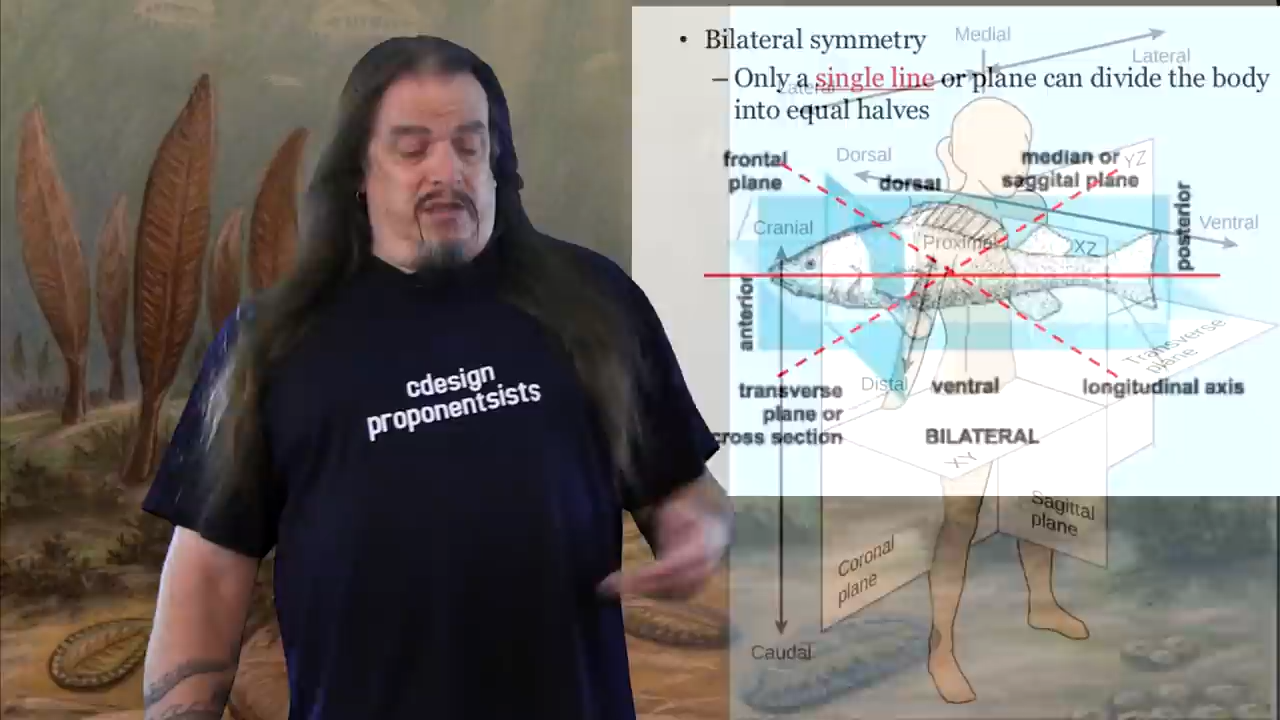 • Bilateral symmetry
– Only a single line or plane can divide the body
into equal halves
Medial
Lateral
Lateral
frontal
plane
Dorsal
dorsal
median or
saggital plane
YZ
posterior
Cranial
Ventral
Proximal
XZ
anterior
Transverse
plane
transverse
plane or
cross section
Distal
ventral
longitudinal axis
BILATERAL
XY
cdesign
proponentsists
Sagittal
plane
Coronal
plane
Caudal